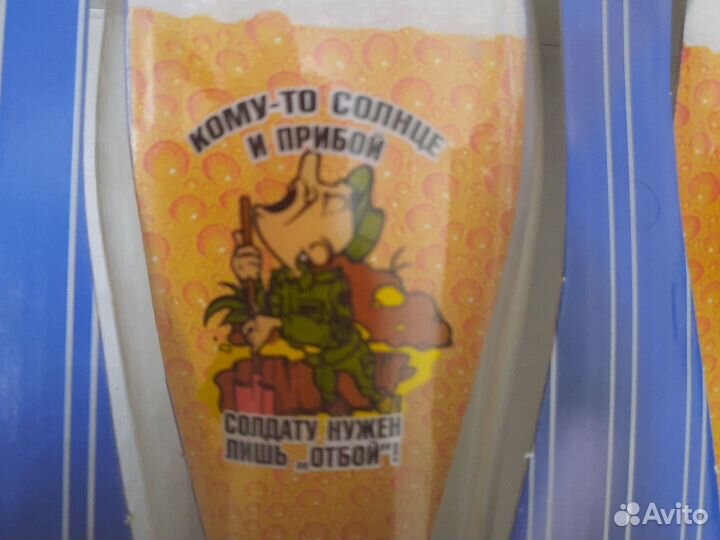 КОМУ-ТО СОЛНЦЕ
И ПРИБОЙ
СОЛДАТУ НУЖЕН
ЛИШЬ „ОТБОЙ"!
Avito